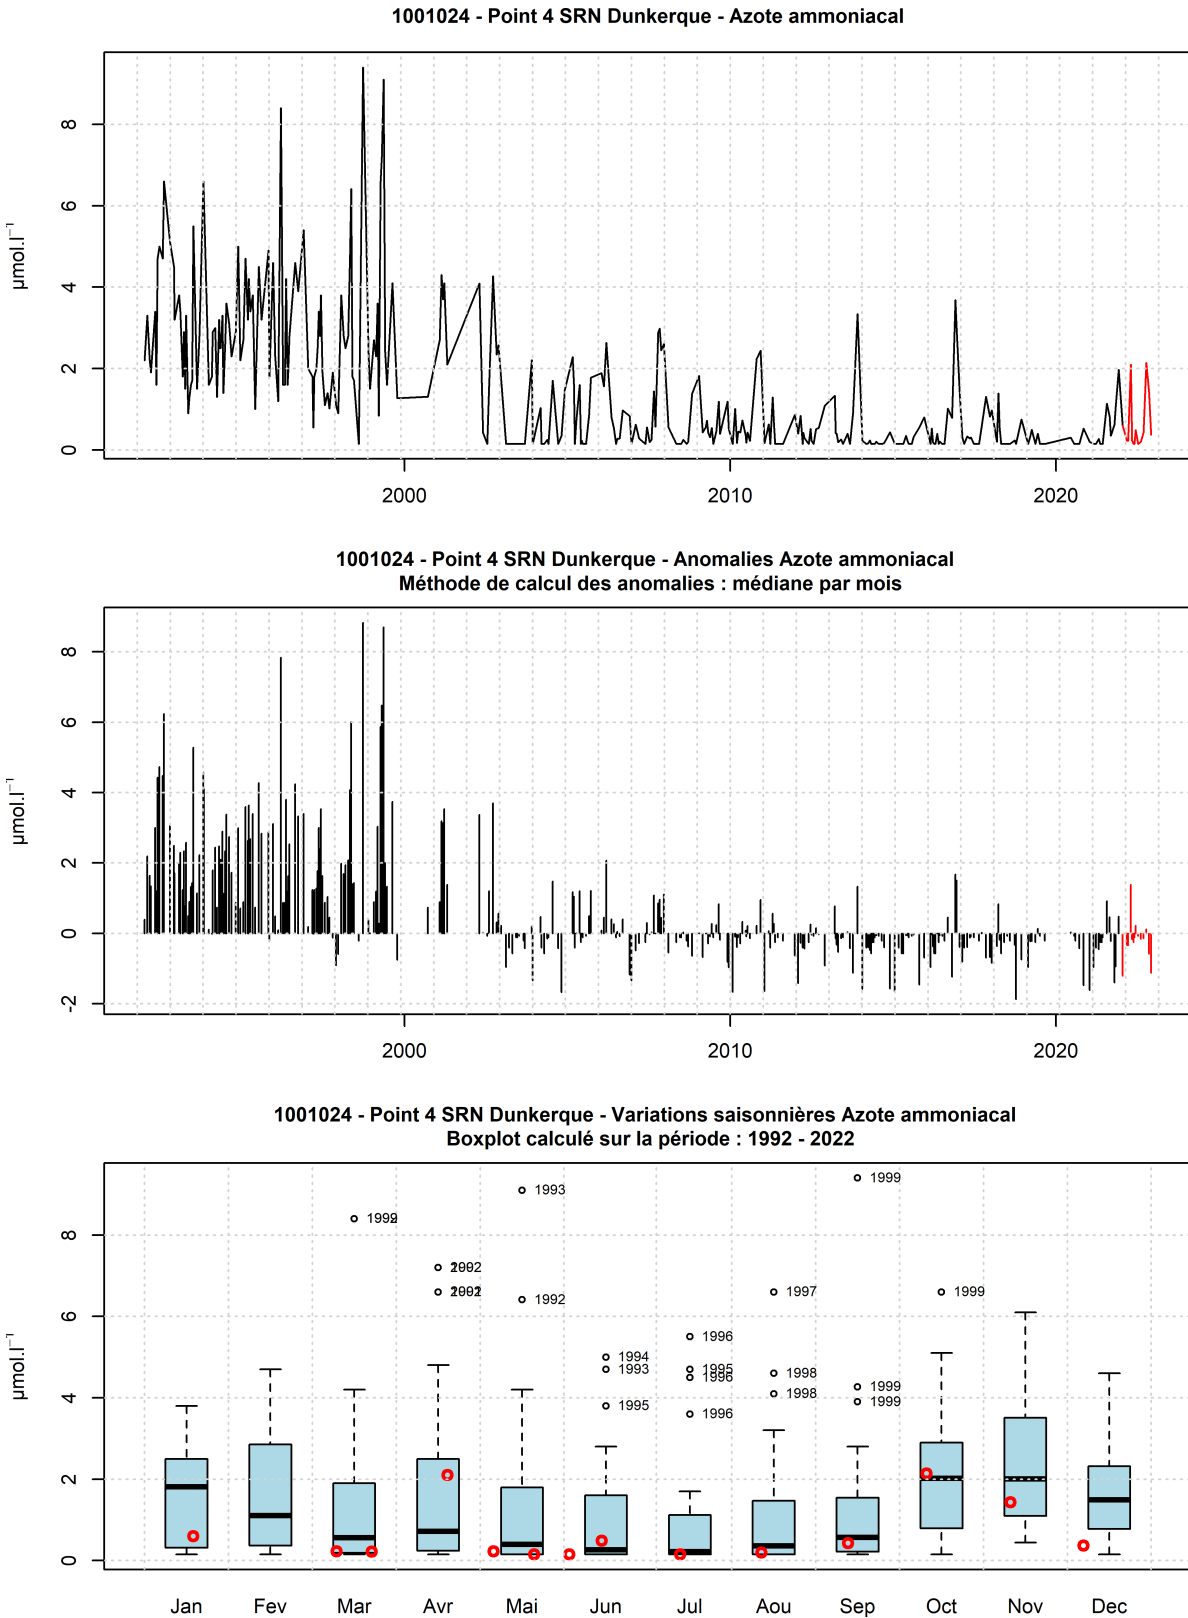 1001024 - Point 4 SRN Dunkerque - Azote ammoniacal
8
6
4
2
0
µmol.l⁻¹
2000 2010 2020
1001024 - Point 4 SRN Dunkerque - Anomalies Azote ammoniacal
Méthode de calcul des anomalies : médiane par mois
8
6
4
2
0
-2
µmol.l⁻¹
2000 2010 2020
1001024 - Point 4 SRN Dunkerque - Variations saisonnières Azote ammoniacal
Boxplot calculé sur la période : 1992 - 2022
8
6
4
2
0
µmol.l⁻¹
1993
1999
1992
1997
1999
1994
1993
1995
1996
1995
1996
1996
1998
1998
1999
1999
Jan Fev Mar Avr Mai Jun Jul Aou Sep Oct Nov Dec